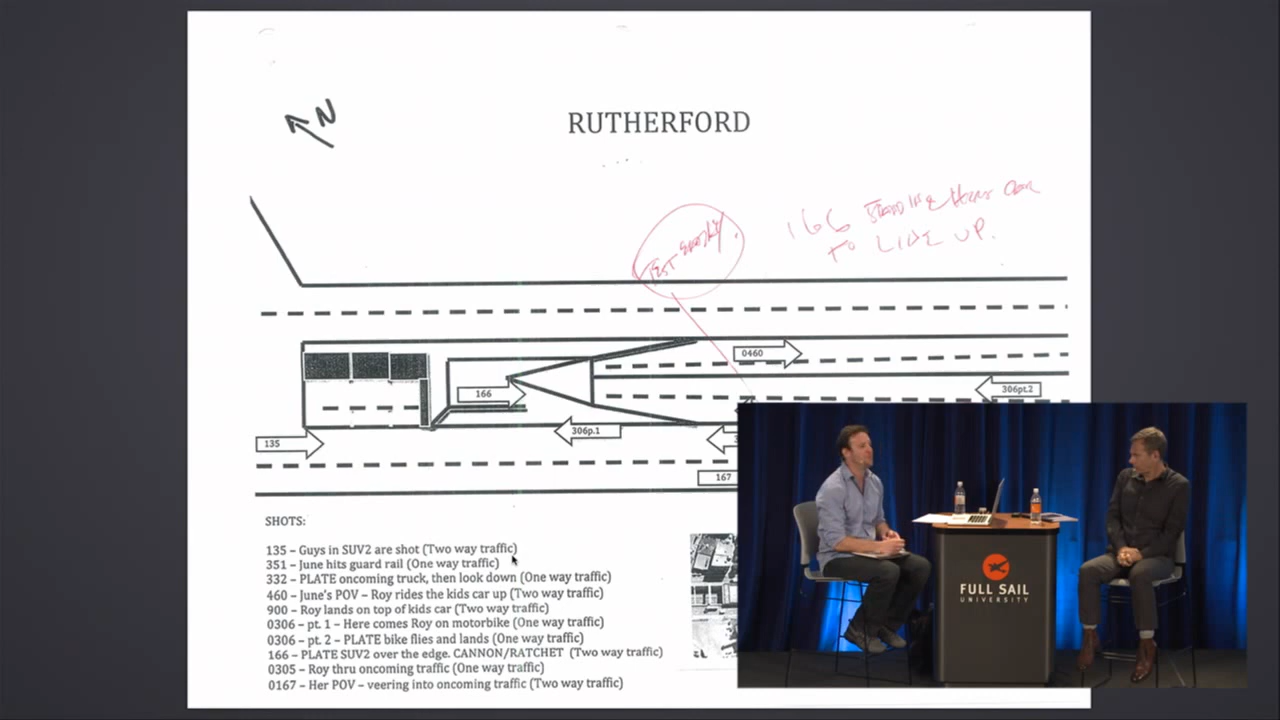 N
RUTHERFORD
TEST
166
TO LINE UP.
0460
166
306pt.2
306p.1
135
167
SHOTS:
135 – Guys in SUV2 are shot (Two way traffic)
351 – June hits guard rail (One way traffic)
332 – PLATE oncoming truck, then look down (One way traffic)
460 – June's POV – Roy rides the kids car up (Two way traffic)
900 – Roy lands on top of kids car (Two way traffic)
0306 – pt. 1 – Here comes Roy on motorbike (One way traffic)
0306 – pt. 2 – PLATE bike flies and lands (One way traffic)
166 – PLATE SUV2 over the edge. CANNON/RATCHET (Two way traffic)
0305 – Roy thru oncoming traffic (One way traffic)
0167 – Her POV – veering into oncoming traffic (Two way traffic)
FULL SAIL
UNIVERSITY